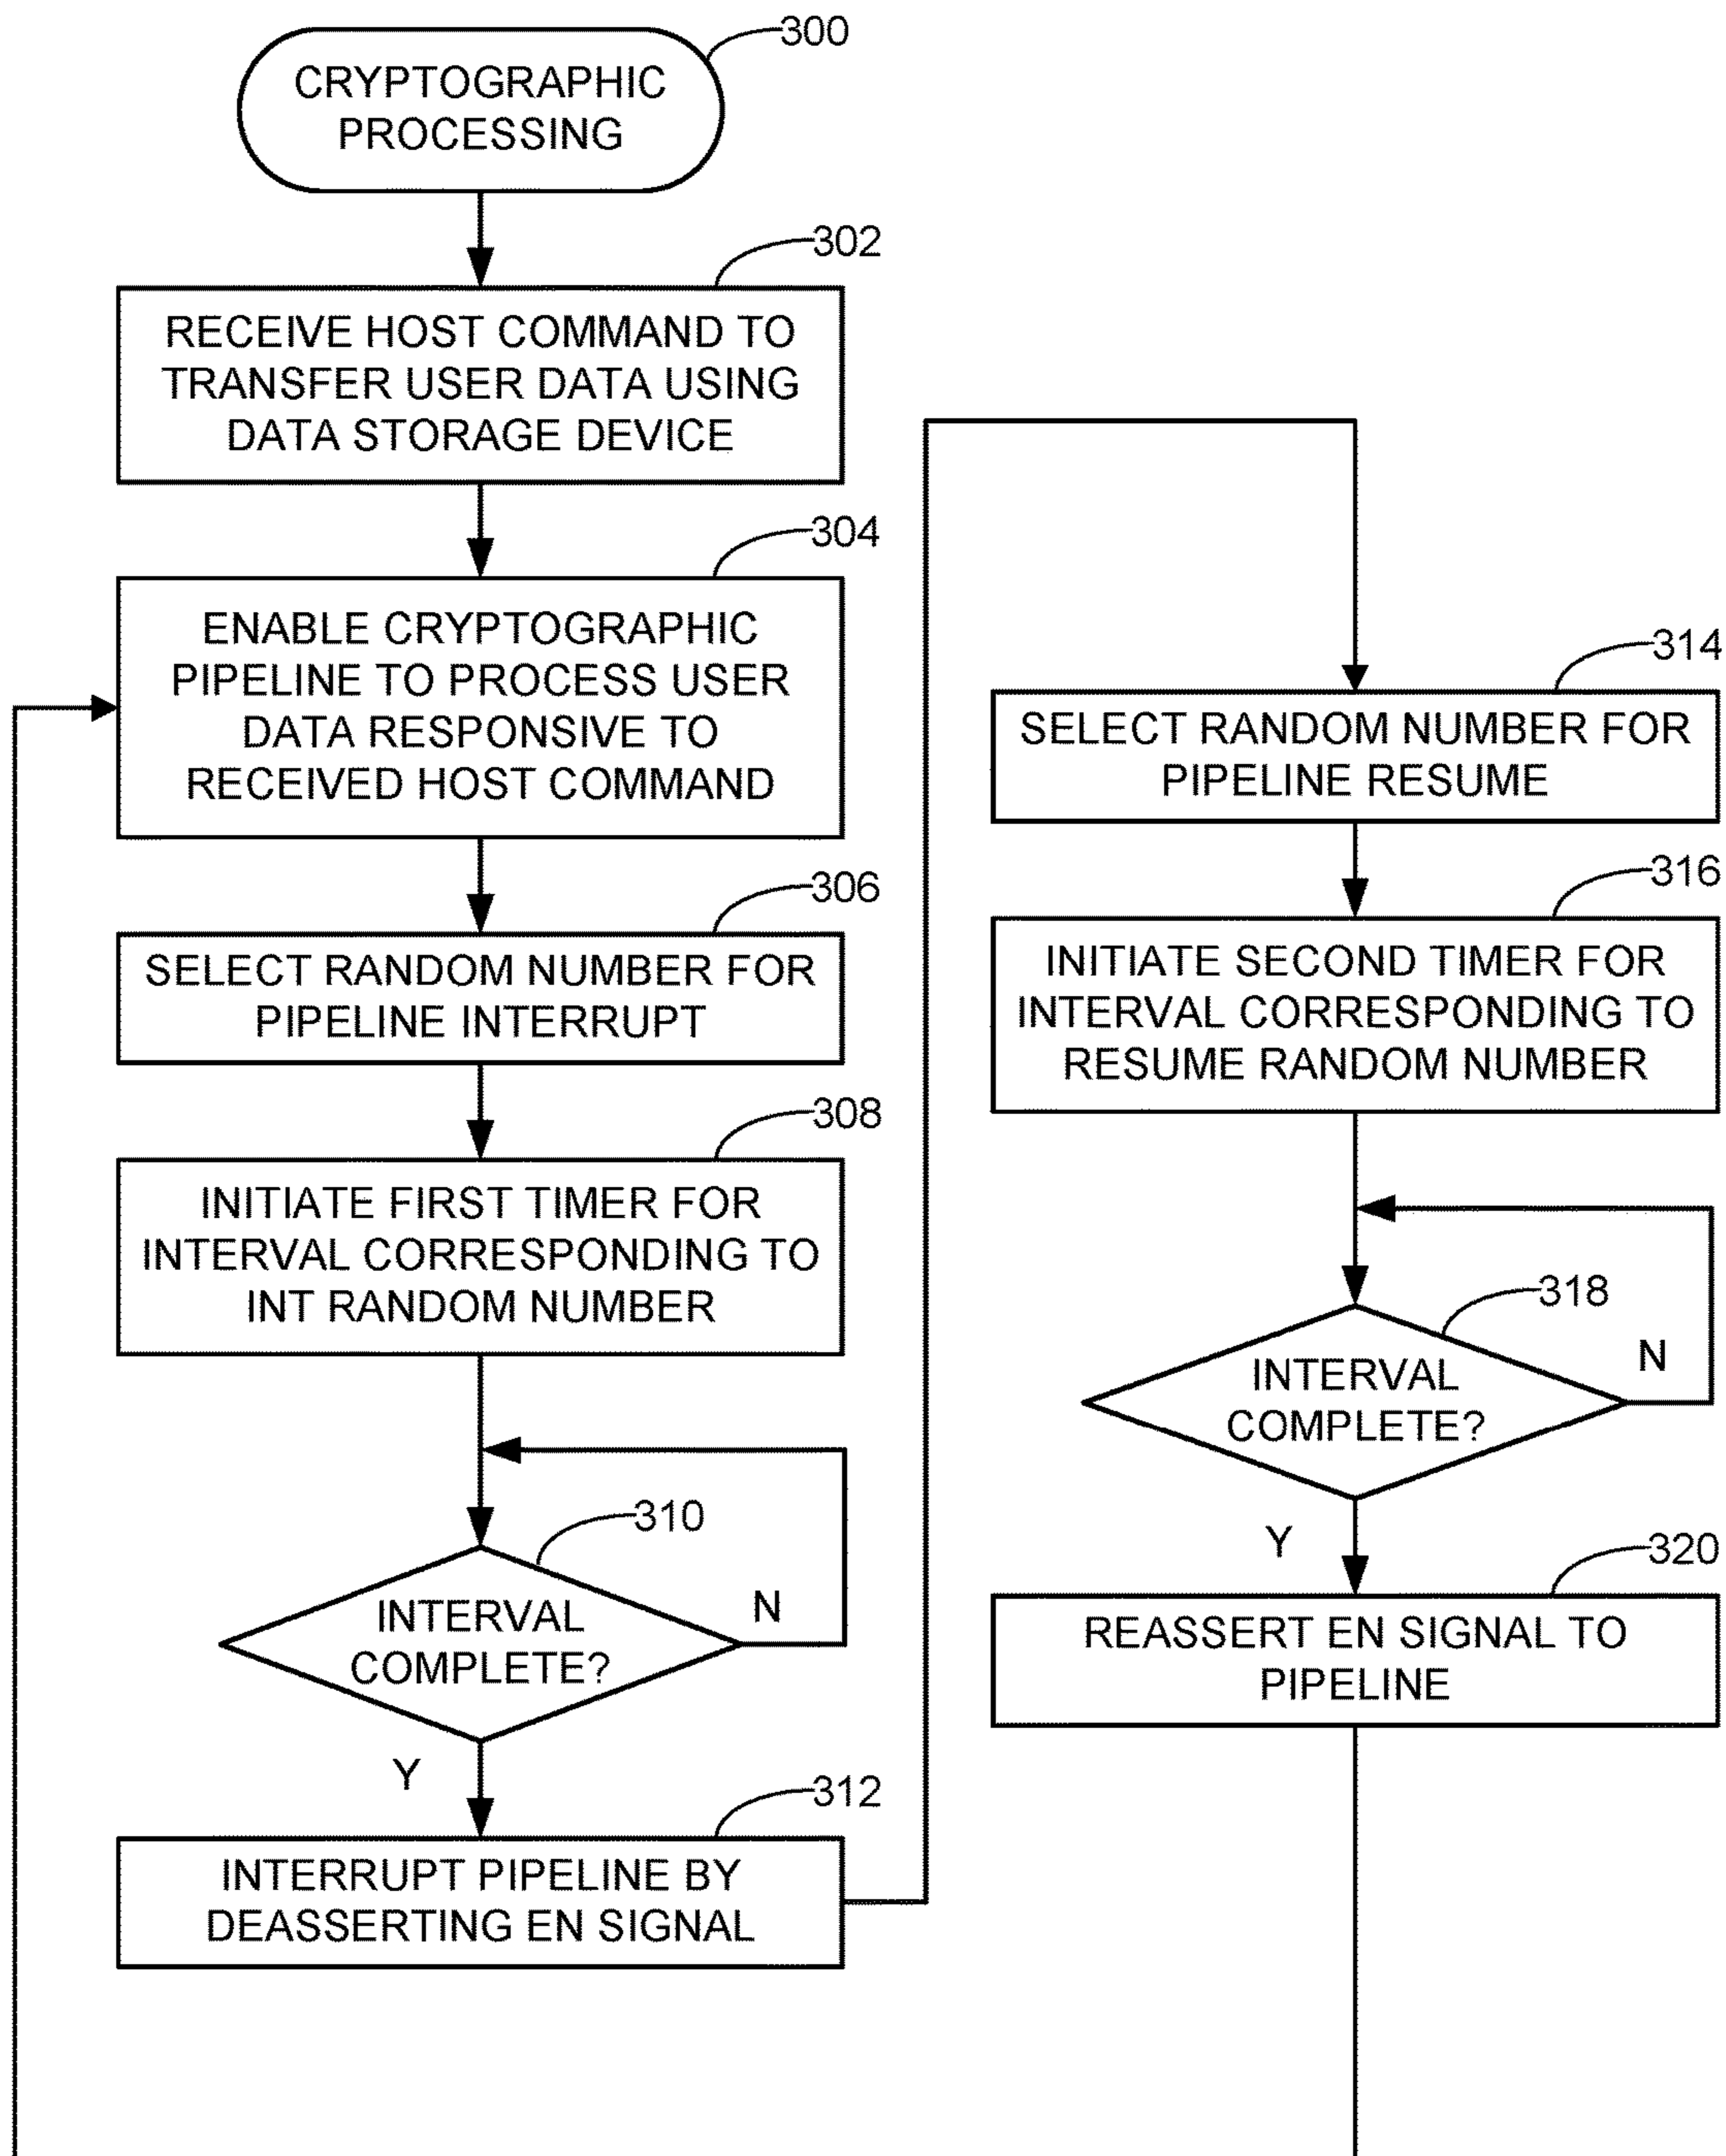 300
CRYPTOGRAPHIC
PROCESSING
302
RECEIVE HOST COMMAND TO
TRANSFER USER DATA USING
DATA STORAGE DEVICE
304
ENABLE CRYPTOGRAPHIC
PIPELINE TO PROCESS USER
DATA RESPONSIVE TO
RECEIVED HOST COMMAND
306
SELECT RANDOM NUMBER FOR
PIPELINE INTERRUPT
308
INITIATE FIRST TIMER FOR
INTERVAL CORRESPONDING TO
INT RANDOM NUMBER
310
INTERVAL
COMPLETE?
N
Y
312
INTERRUPT PIPELINE BY
DEASSERTING EN SIGNAL
314
SELECT RANDOM NUMBER FOR
PIPELINE RESUME
316
INITIATE SECOND TIMER FOR
INTERVAL CORRESPONDING TO
RESUME RANDOM NUMBER
318
INTERVAL
COMPLETE?
N
Y
320
REASSERT EN SIGNAL TO
PIPELINE